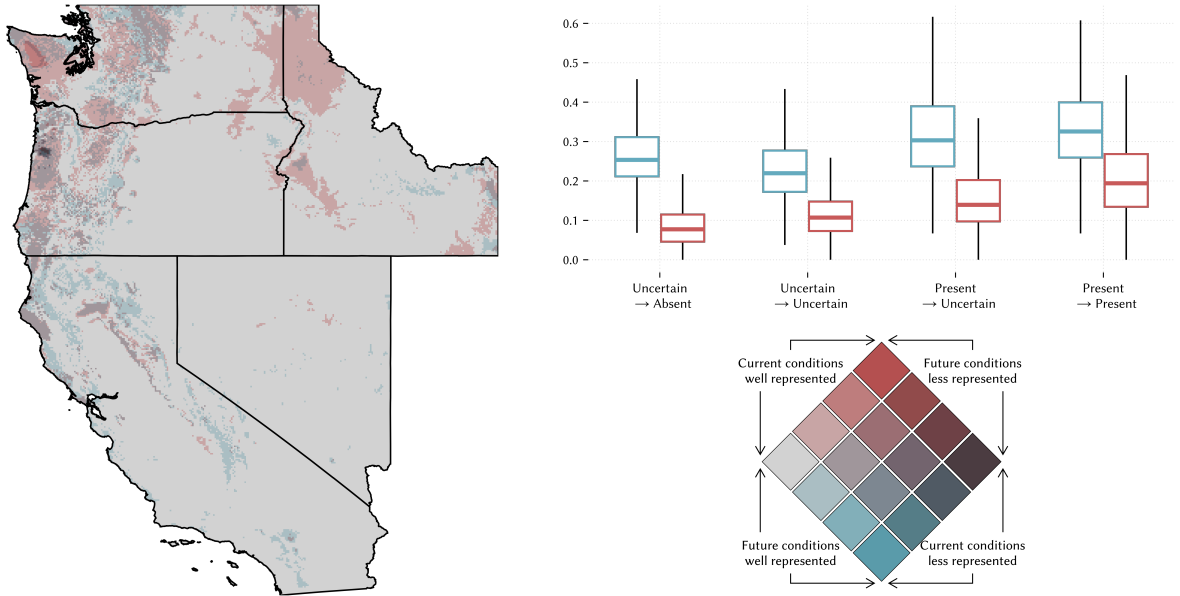 0.6
0.5
0.4
0.3
0.2
0.1
0.0
Uncertain
→ Absent
Uncertain
→ Uncertain
Present
→ Uncertain
Present
→ Present
Current conditions
well represented
Future conditions
less represented
Future conditions
well represented
Current conditions
less represented